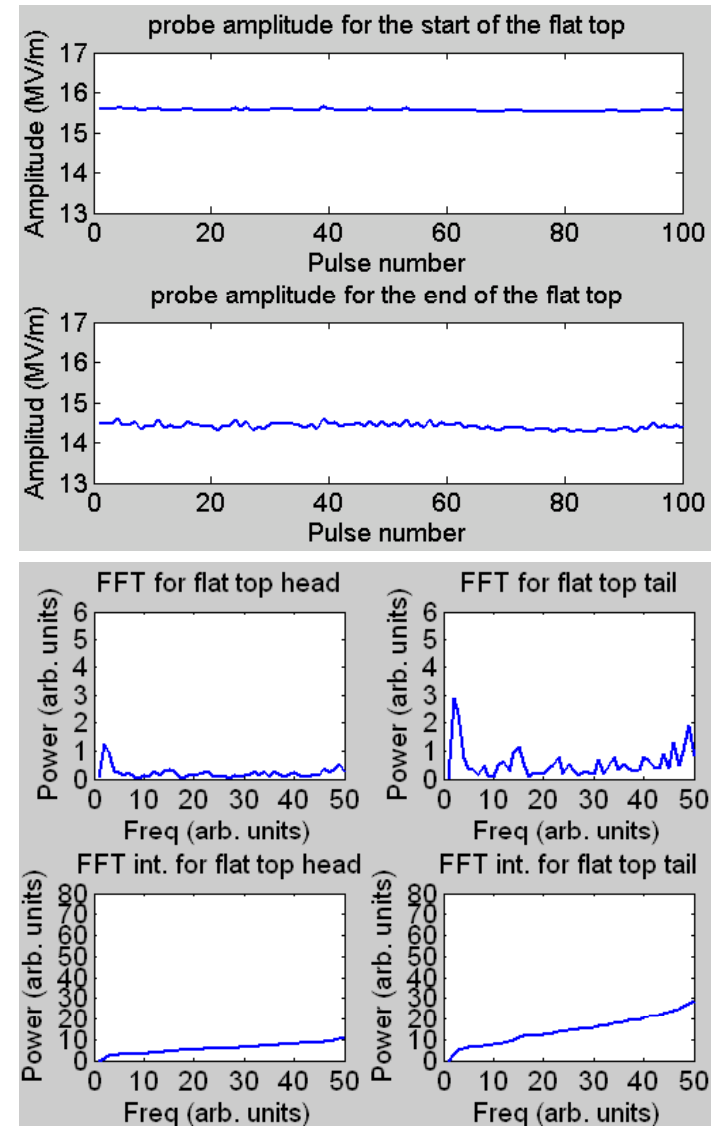 probe amplitude for the start of the flat top
Amplitude (MV/m)
17
16
15
14
13
0 20 40 60 80 100
Pulse number
probe amplitude for the end of the flat top
Amplitud (MV/m)
17
16
15
14
13
0 20 40 60 80 100
Pulse number
FFT for flat top head
Power (arb. units)
6
5
4
3
2
1
0
0 10 20 30 40 50
Freq (arb. units)
FFT for flat top tail
Power (arb. units)
6
5
4
3
2
1
0
0 10 20 30 40 50
Freq (arb. units)
FFT int. for flat top head
Power (arb. units)
80
70
60
50
40
30
20
10
0
0 10 20 30 40 50
Freq (arb. units)
FFT int. for flat top tail
Power (arb. units)
80
70
60
50
40
30
20
10
0
0 10 20 30 40 50
Freq (arb. units)